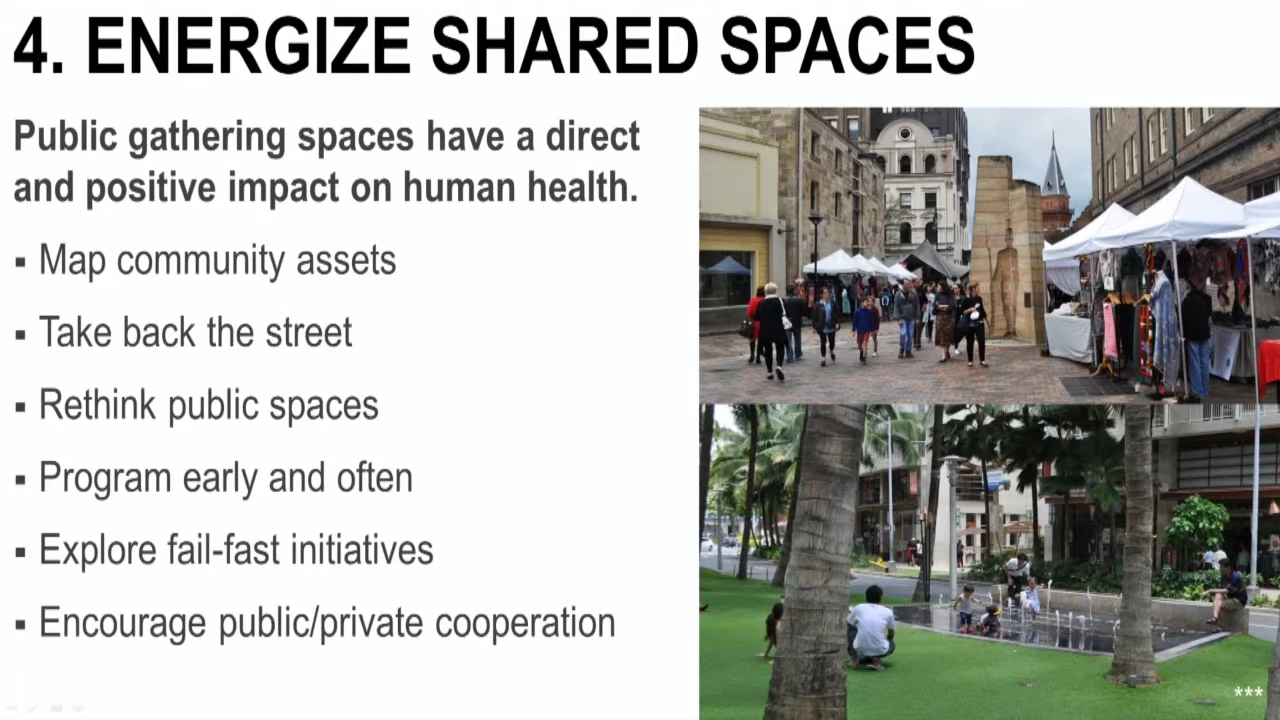 4. ENERGIZE SHARED SPACES
Public gathering spaces have a direct
and positive impact on human health.
▪ Map community assets
▪ Take back the street
▪ Rethink public spaces
▪ Program early and often
▪ Explore fail-fast initiatives
▪ Encourage public/private cooperation
***